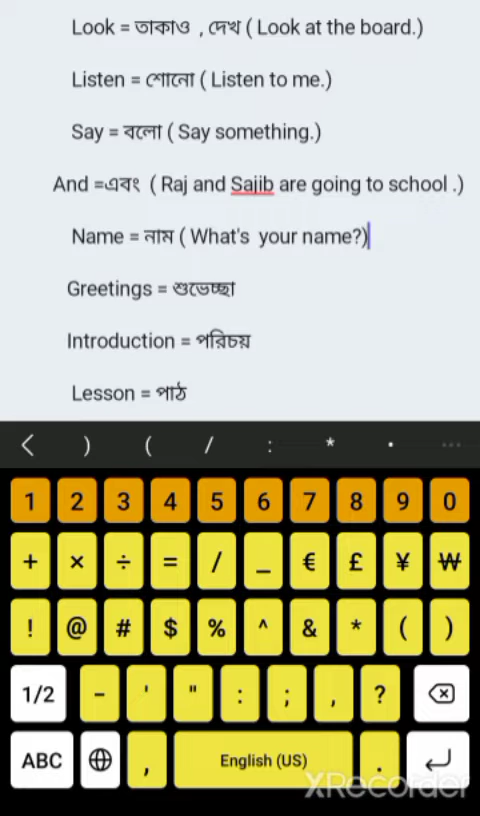 Look = তাকাও , দেখ ( Look at the board.)
Listen = শোনো ( Listen to me.)
Say = বলো ( Say something.)
And =এবং ( Raj and Sajib are going to school .)
Name = নাম ( What's your name?)
Greetings = শুভেচ্ছা
Introduction = পরিচয়
Lesson = পাঠ
< ) ( / : * • ...
1 2 3 4 5 6 7 8 9 0
+ × ÷ = / _ € £ ¥ ₩
! @ # $ % ^ & * ( )
1/2 - ' " : ; , ?
ABC , English (US) .
XRecorder